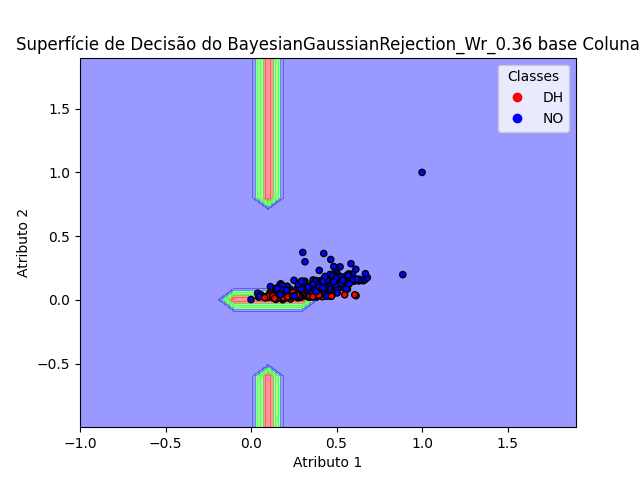 Superfície de Decisão do BayesianGaussianRejection_Wr_0.36 base Coluna
Classes
DH
NO
Atributo 2
1.5
1.0
0.5
0.0
−0.5
−1.0
−0.5
0.0
0.5
1.0
1.5
Atributo 1